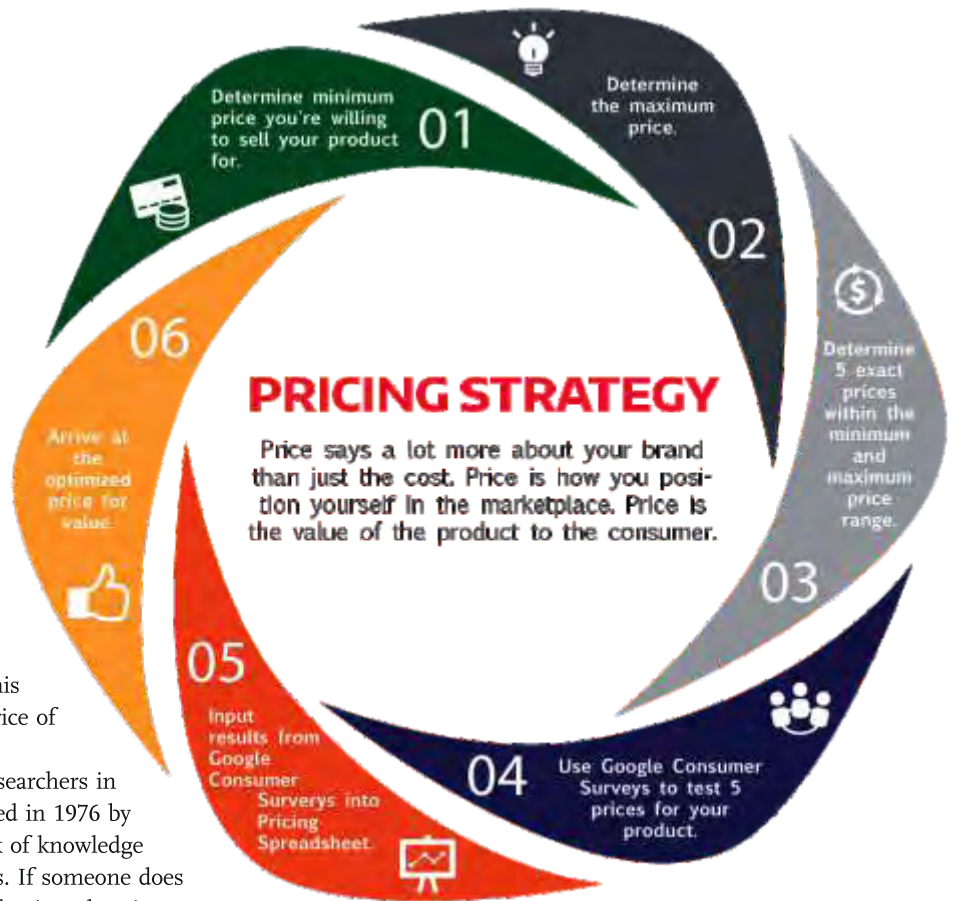 Determine minimum
price you're willing
to sell your product
for.
01
Determine
the maximum
price.
02
Determine
5 exact
prices
within the
minimum
and
maximum
price
range.
03
Use Google Consumer
Surveys to test 5
prices for your
product.
04
05
Input
results from
Google
Consumer
Surverys into
Pricing
Spreadsheet.
06
Arrive at
the
optimized
price for
value.
PRICING STRATEGY
Price says a lot more about your brand
than just the cost. Price is how you posi-
tion yourself in the marketplace. Price is
the value of the product to the consumer.
of
searchers in
in 1976 by
of knowledge
If someone does